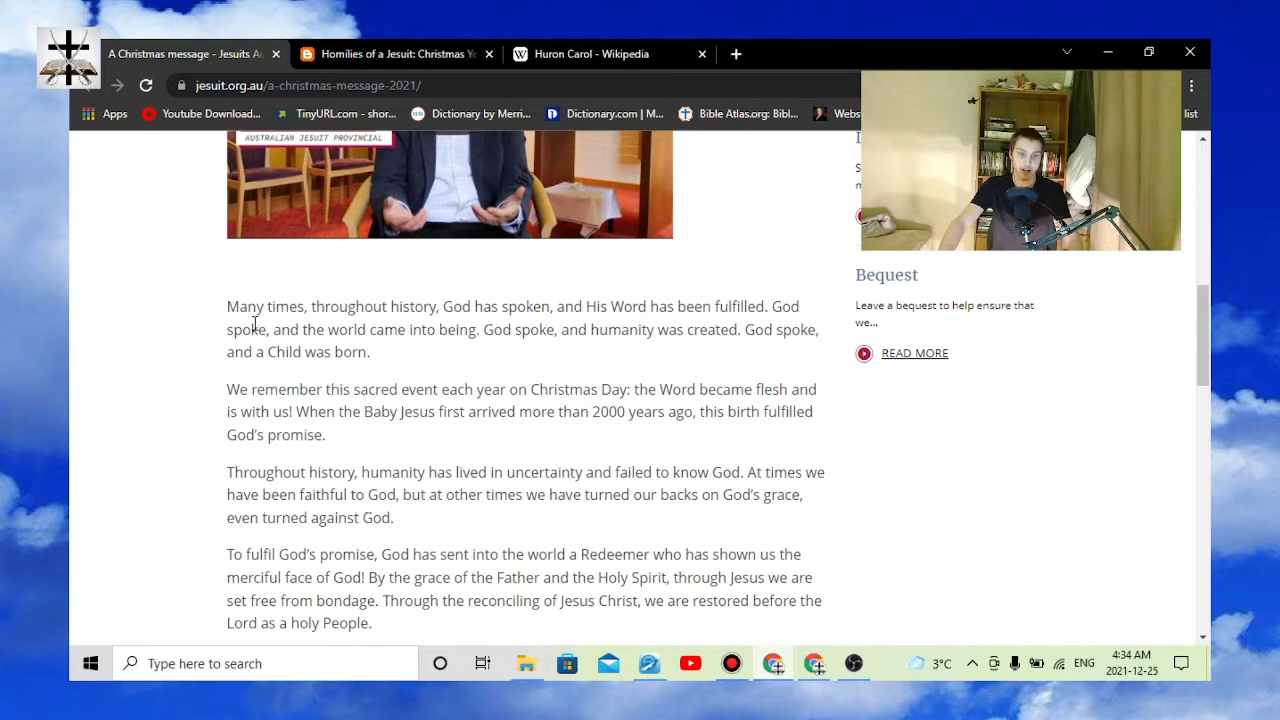 A Christmas message - Jesuits Au
Homilies of a Jesuit: Christmas Ye
Huron Carol - Wikipedia
jesuit.org.au/a-christmas-message-2021/
Apps
Youtube Download...
TinyURL.com - shor...
Dictionary by Merri...
Dictionary.com | M...
Bible Atlas.org: Bibl...
Webs
list
AUSTRALIAN JESUIT PROVINCIAL
Many times, throughout history, God has spoken, and His Word has been fulfilled. God
spoke, and the world came into being. God spoke, and humanity was created. God spoke,
and a Child was born.
We remember this sacred event each year on Christmas Day: the Word became flesh and
is with us! When the Baby Jesus first arrived more than 2000 years ago, this birth fulfilled
God's promise.
Throughout history, humanity has lived in uncertainty and failed to know God. At times we
have been faithful to God, but at other times we have turned our backs on God's grace,
even turned against God.
To fulfil God's promise, God has sent into the world a Redeemer who has shown us the
merciful face of God! By the grace of the Father and the Holy Spirit, through Jesus we are
set free from bondage. Through the reconciling of Jesus Christ, we are restored before the
Lord as a holy People.
Bequest
Leave a bequest to help ensure that
we...
READ MORE
Type here to search
3°C
ENG
4:34 AM
2021-12-25